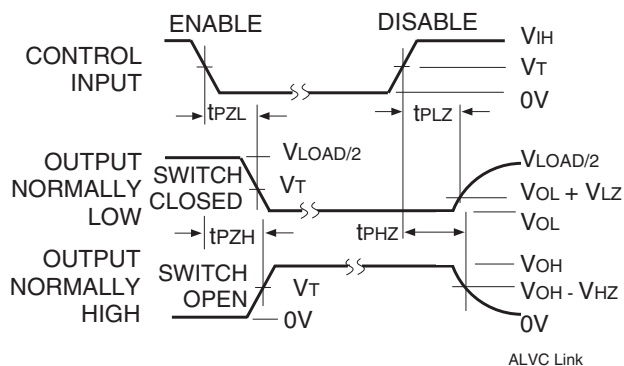 ENABLE DISABLE
CONTROL
INPUT
VIH
VT
0V
tPZL
tPLZ
OUTPUT
NORMALLY
LOW
SWITCH
CLOSED
VLOAD/2
VT
VLOAD/2
VOL + VLZ
VOL
tPZH
tPHZ
OUTPUT
NORMALLY
HIGH
SWITCH
OPEN
VT
0V
VOH
VOH - VHZ
0V
ALVC Link